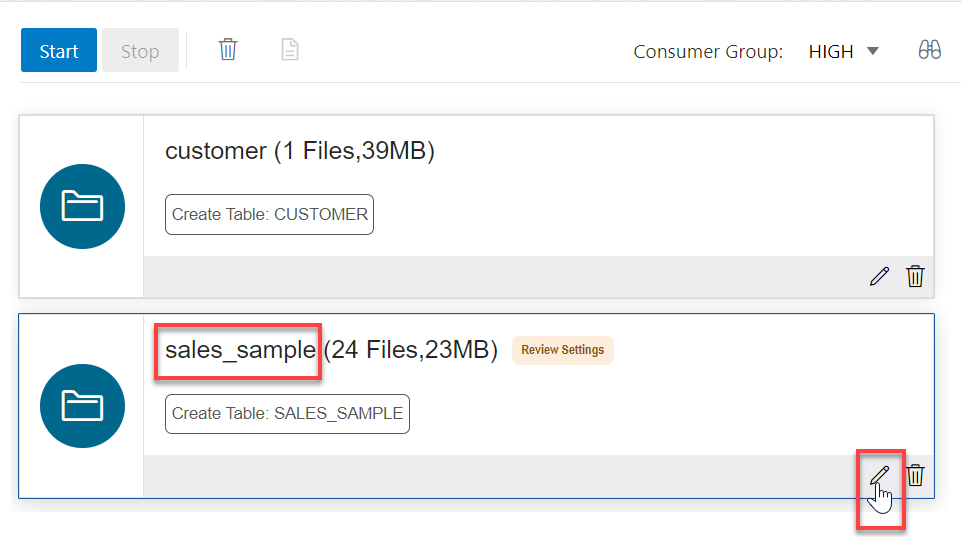 Start Stop Consumer Group: HIGH
customer (1 Files,39MB)
Create Table: CUSTOMER
sales_sample (24 Files,23MB) Review Settings
Create Table: SALES_SAMPLE